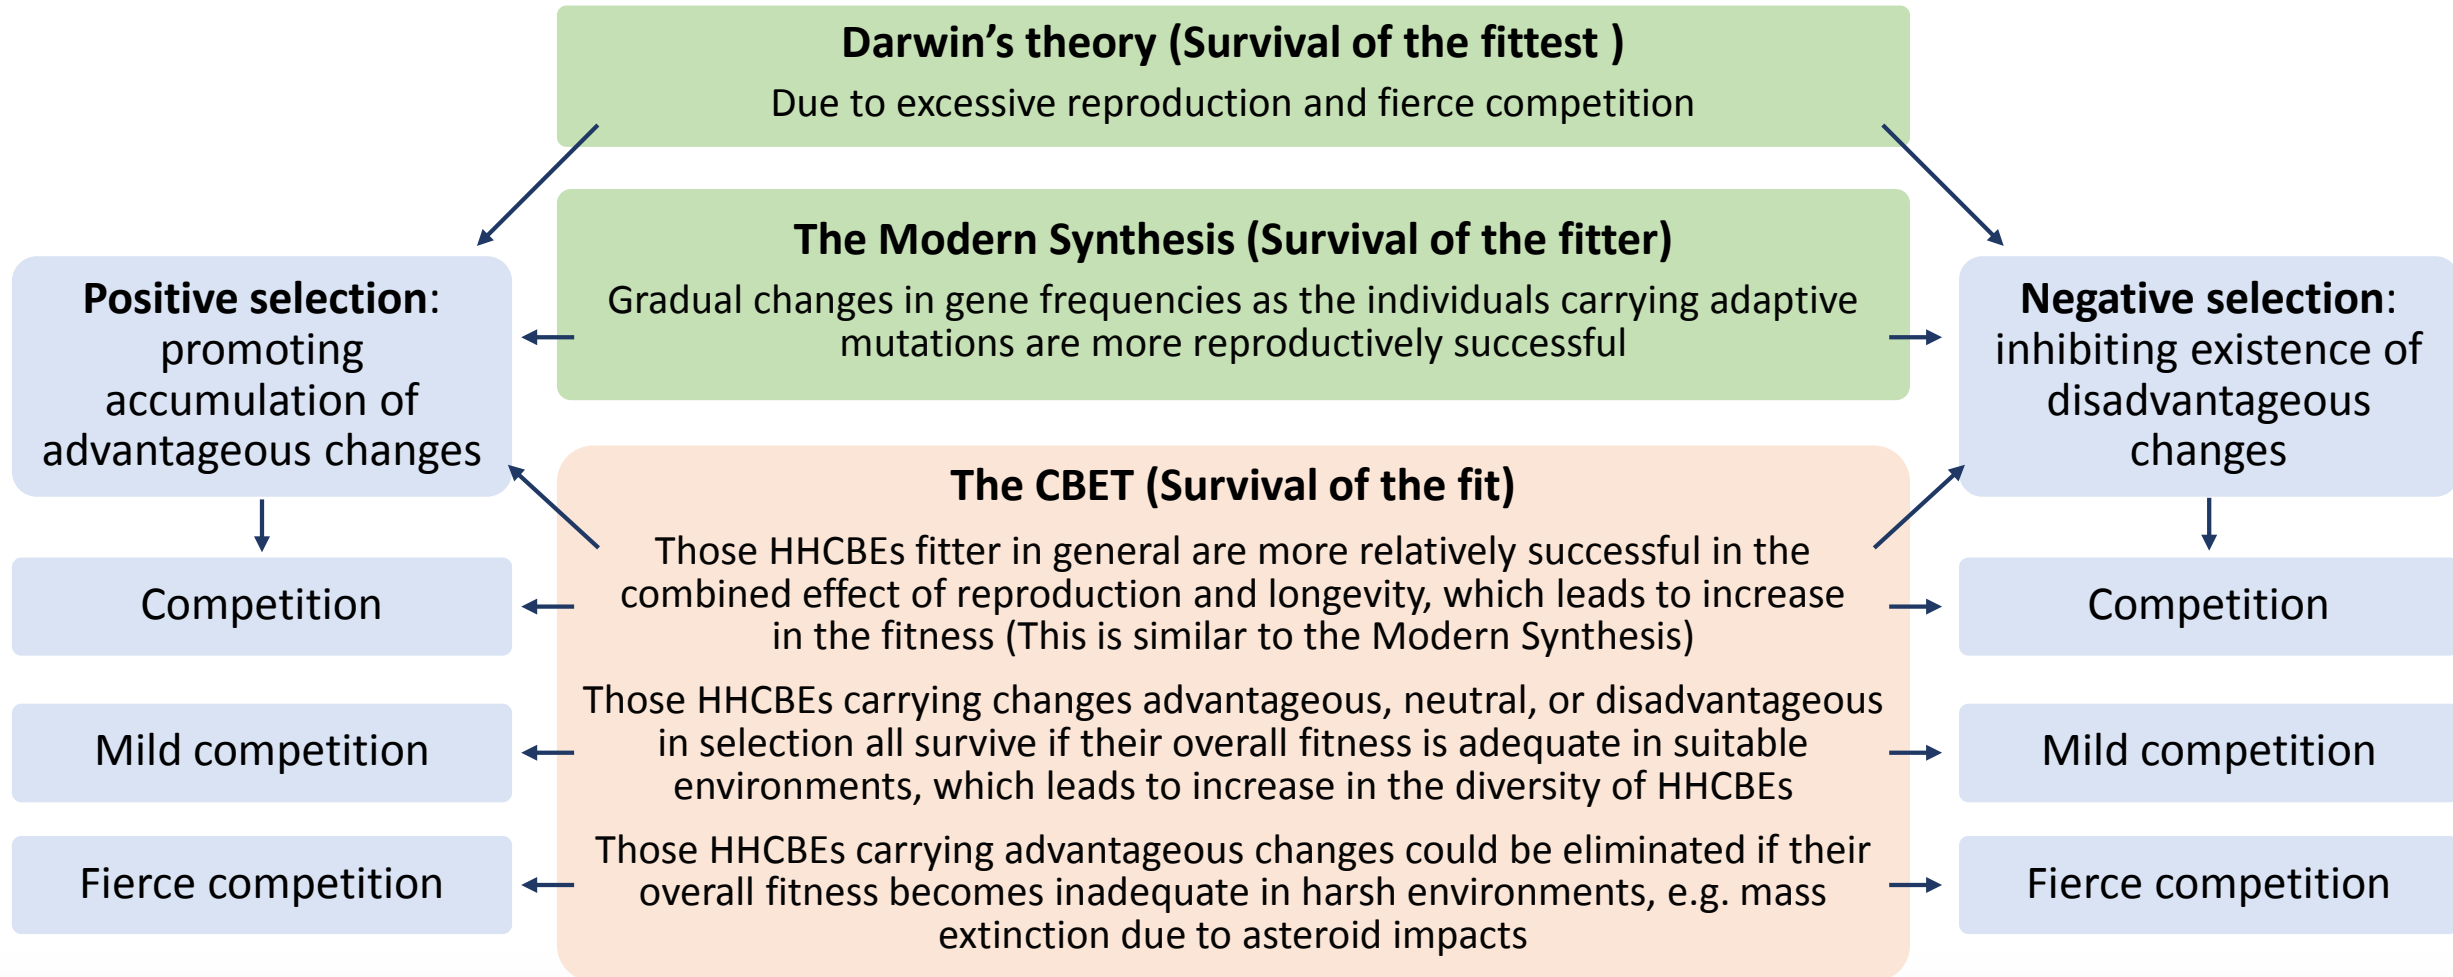 Darwin's theory (Survival of the fittest )
Due to excessive reproduction and fierce competition
The Modern Synthesis (Survival of the fitter)
Gradual changes in gene frequencies as the individuals carrying adaptive
mutations are more reproductively successful
Positive selection:
promoting
accumulation of
advantageous changes
Negative selection:
inhibiting existence of
disadvantageous
changes
The CBET (Survival of the fit)
Those HHCBEs fitter in general are more relatively successful in the
combined effect of reproduction and longevity, which leads to increase
in the fitness (This is similar to the Modern Synthesis)
Competition
Competition
Those HHCBEs carrying changes advantageous, neutral, or disadvantageous
in selection all survive if their overall fitness is adequate in suitable
environments, which leads to increase in the diversity of HHCBEs
Mild competition
Mild competition
Those HHCBEs carrying advantageous changes could be eliminated if their
overall fitness becomes inadequate in harsh environments, e.g. mass
extinction due to asteroid impacts
Fierce competition
Fierce competition